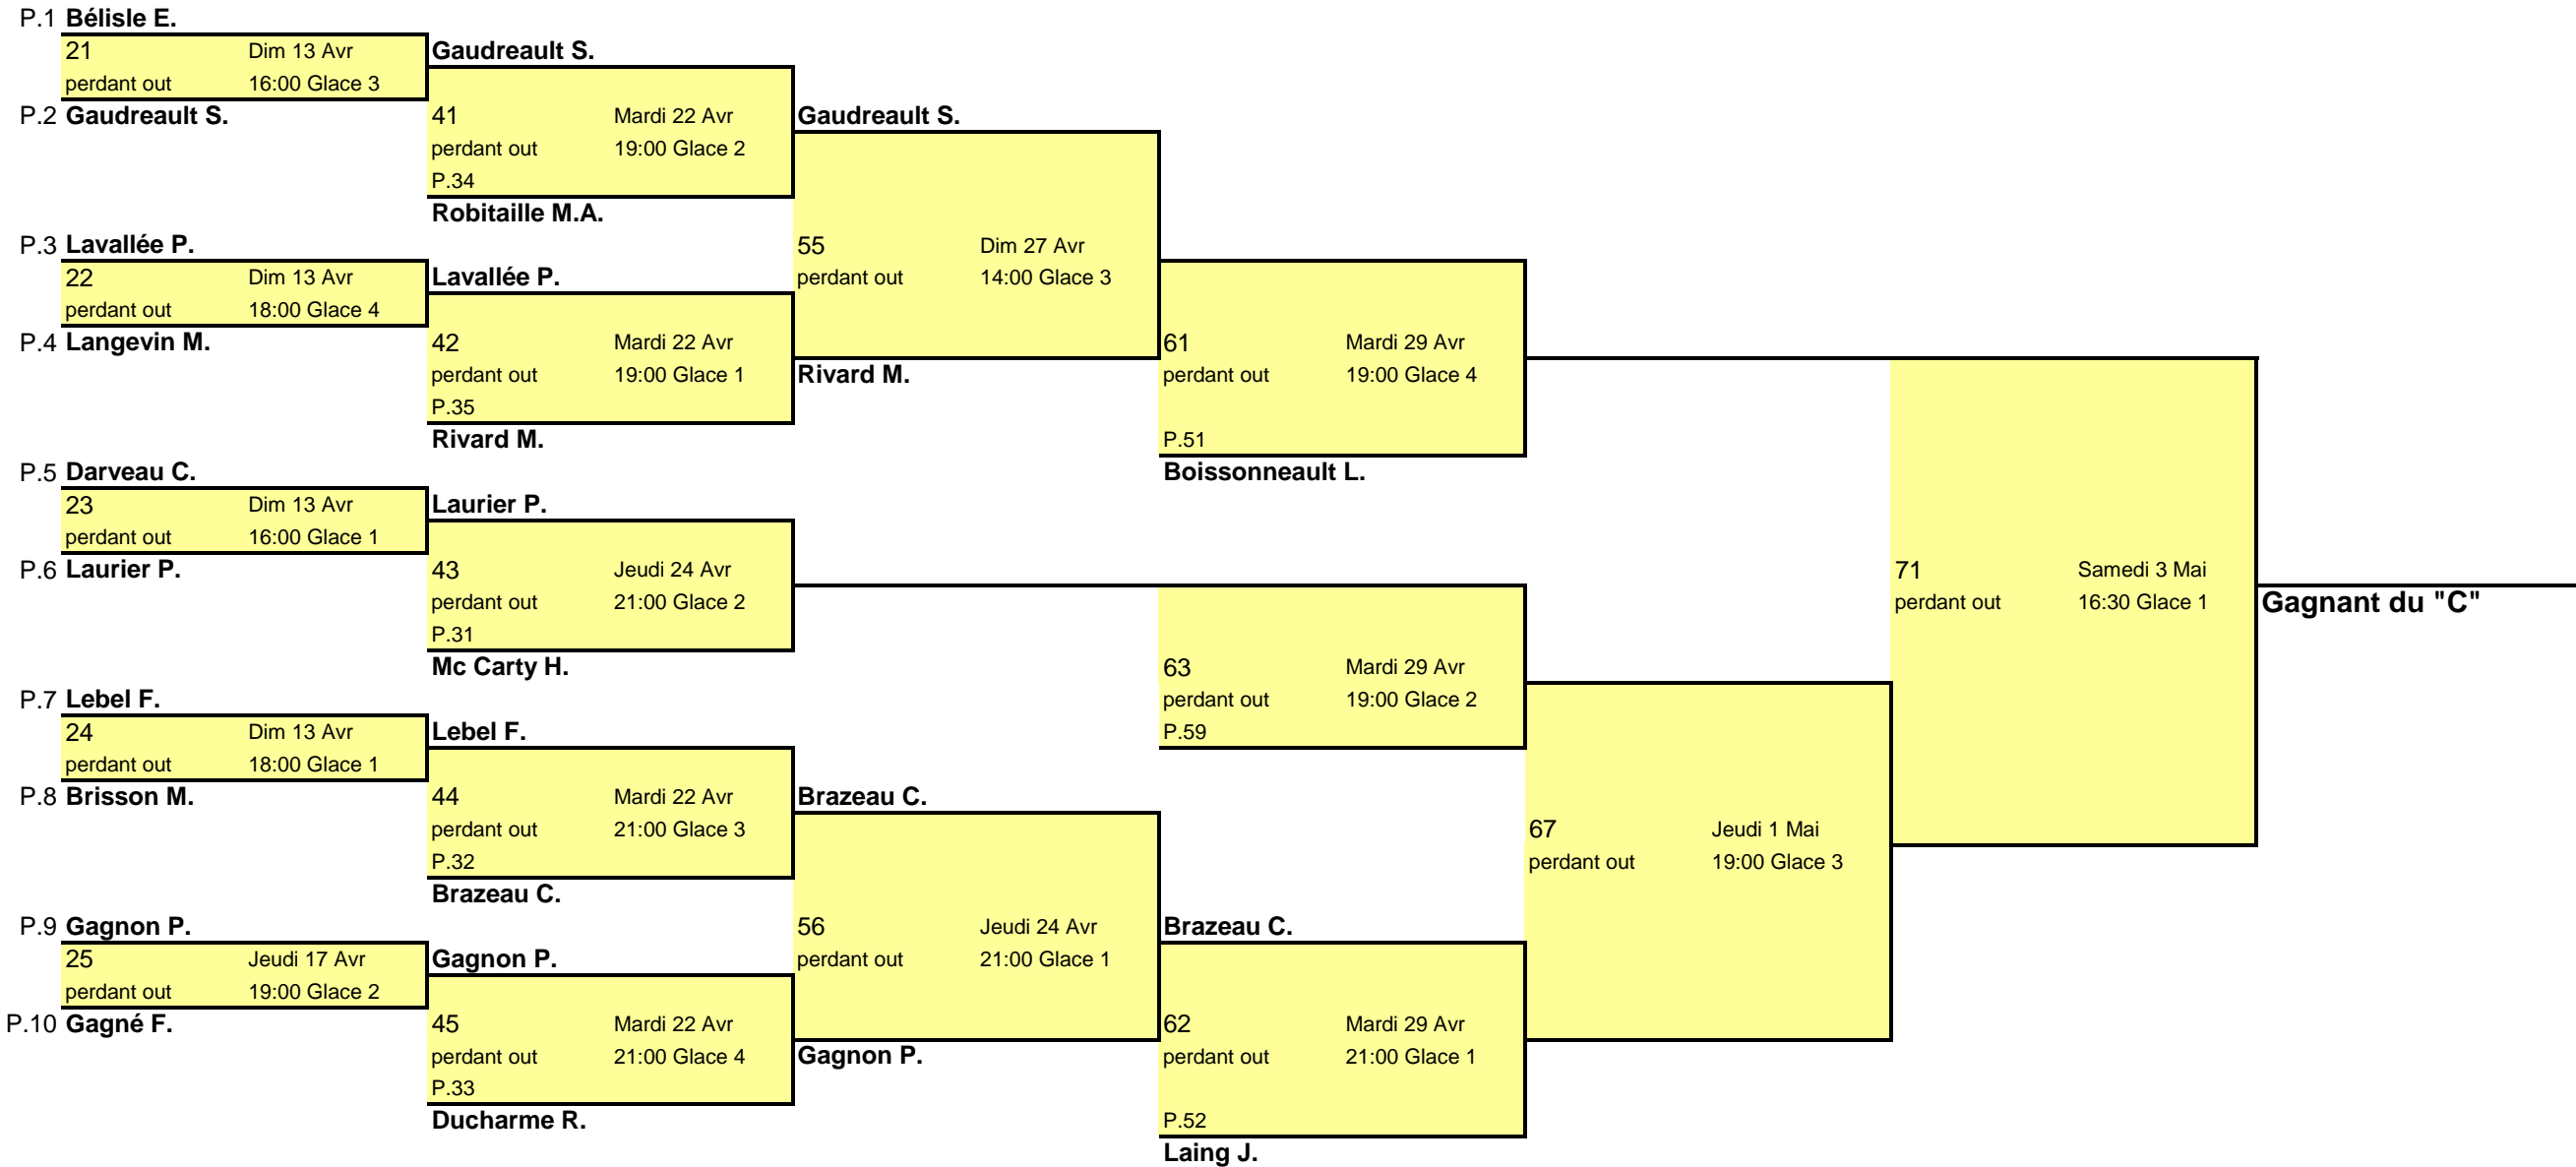 P.1 Bélisle E.
21 Dim 13 Avr Gaudreault S.
perdant out 16:00 Glace 3
P.2 Gaudreault S. 41 Mardi 22 Avr Gaudreault S.
perdant out 19:00 Glace 2
P.34
Robitaille M.A.
P.3 Lavallée P. 55 Dim 27 Avr
22 Dim 13 Avr Lavallée P. perdant out 14:00 Glace 3
perdant out 18:00 Glace 4
P.4 Langevin M. 42 Mardi 22 Avr 61 Mardi 29 Avr
perdant out 19:00 Glace 1 Rivard M. perdant out 19:00 Glace 4
P.35
Rivard M. P.51
P.5 Darveau C. Boissonneault L.
23 Dim 13 Avr Laurier P.
perdant out 16:00 Glace 1
P.6 Laurier P. 43 Jeudi 24 Avr 71 Samedi 3 Mai
perdant out 21:00 Glace 2 perdant out 16:30 Glace 1 Gagnant du "C"
P.31
Mc Carty H. 63 Mardi 29 Avr
P.7 Lebel F. perdant out 19:00 Glace 2
24 Dim 13 Avr Lebel F. P.59
perdant out 18:00 Glace 1
P.8 Brisson M. 44 Mardi 22 Avr Brazeau C.
perdant out 21:00 Glace 3 67 Jeudi 1 Mai
P.32 perdant out 19:00 Glace 3
Brazeau C.
P.9 Gagnon P. 56 Jeudi 24 Avr Brazeau C.
25 Jeudi 17 Avr Gagnon P. perdant out 21:00 Glace 1
perdant out 19:00 Glace 2
P.10 Gagné F. 45 Mardi 22 Avr 62 Mardi 29 Avr
perdant out 21:00 Glace 4 Gagnon P. perdant out 21:00 Glace 1
P.33
Ducharme R. P.52
Laing J.